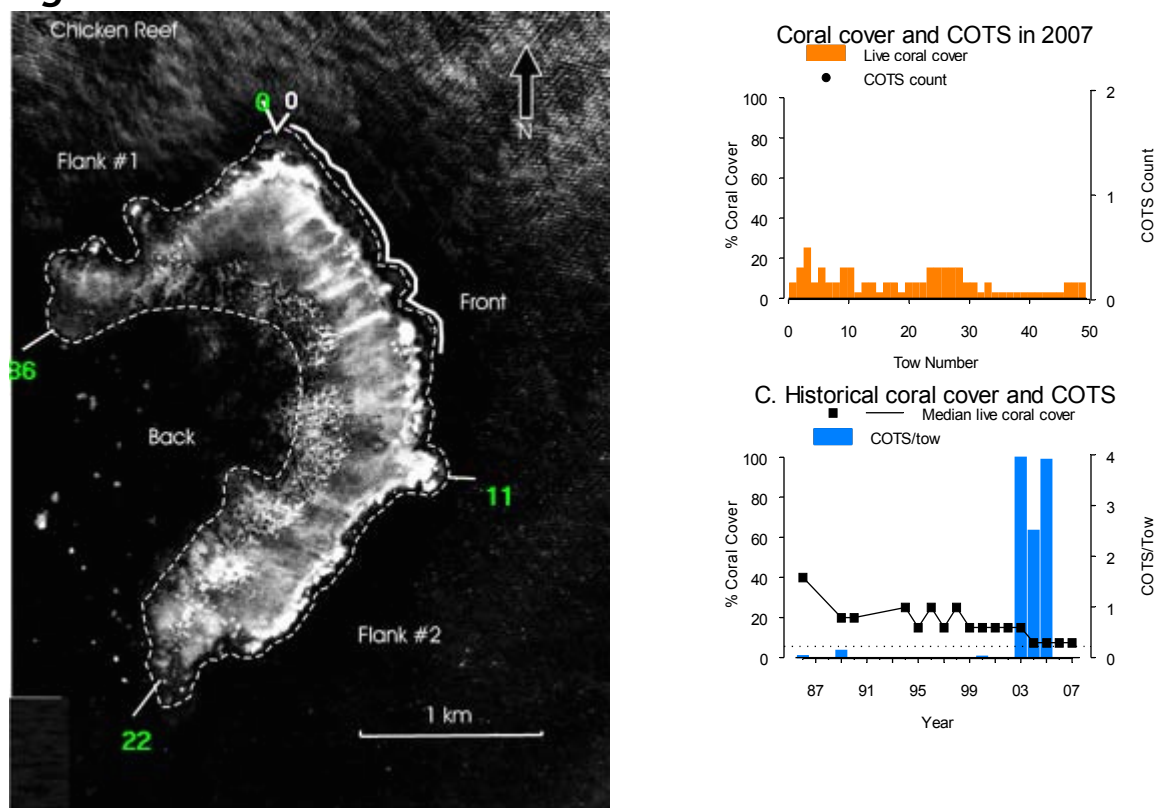 Chicken Reef
0 0
N
Flank #1
Front
36
Back
11
Flank #2
1 km
22
Coral cover and COTS in 2007
Live coral cover
COTS count
100
80
60
40
20
0
% Coral Cover
2
1
0
COTS Count
0 10 20 30 40 50
Tow Number
C. Historical coral cover and COTS
Median live coral cover
COTS/tow
100
80
60
40
20
0
% Coral Cover
4
3
2
1
0
COTS/Tow
87 91 95 99 03 07
Year